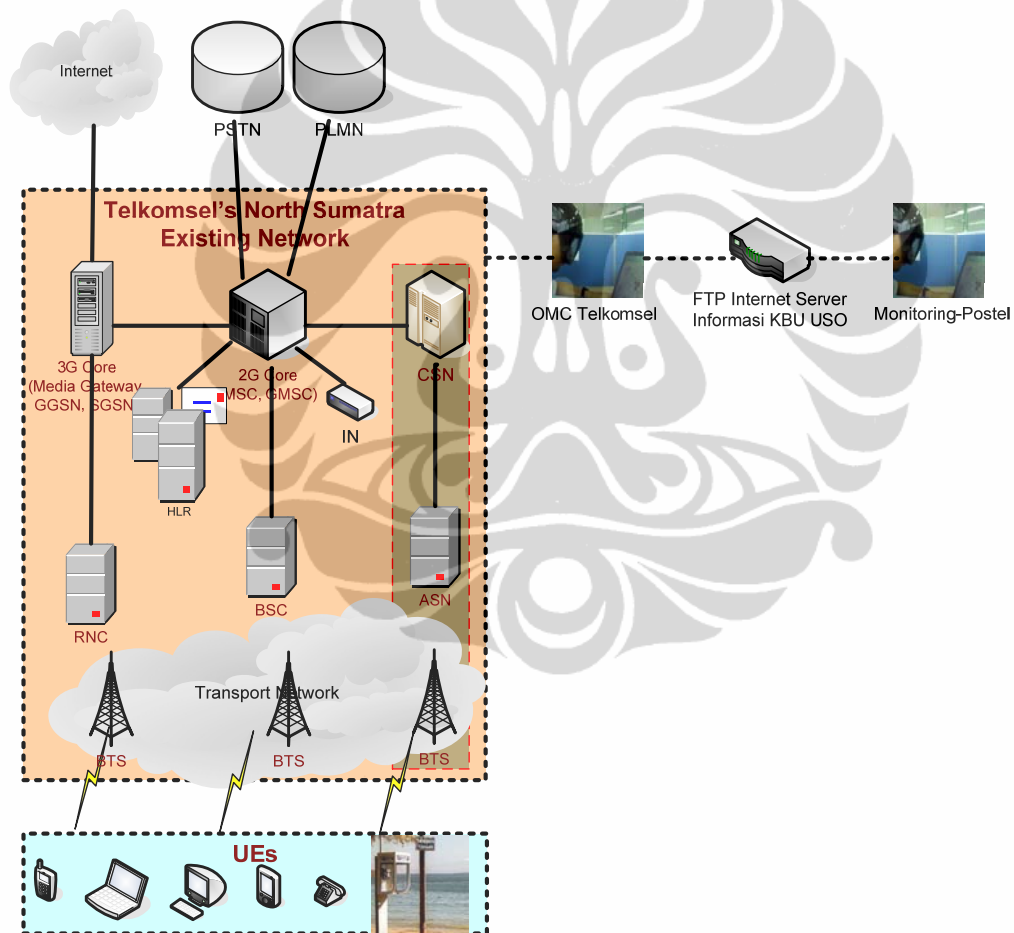 Internet
PSTN
PLMN
Telkomsel's North Sumatra
Existing Network
OMC Telkomsel
FTP Internet Server
Informasi KBU USO
Monitoring-Postel
3G Core
(Media Gateway
GGSN, SGSN
2G Core
MSC, GMSC)
CSN
IN
HLR
BSC
ASN
RNC
Transport Network
BTS
BTS
BTS
UEs